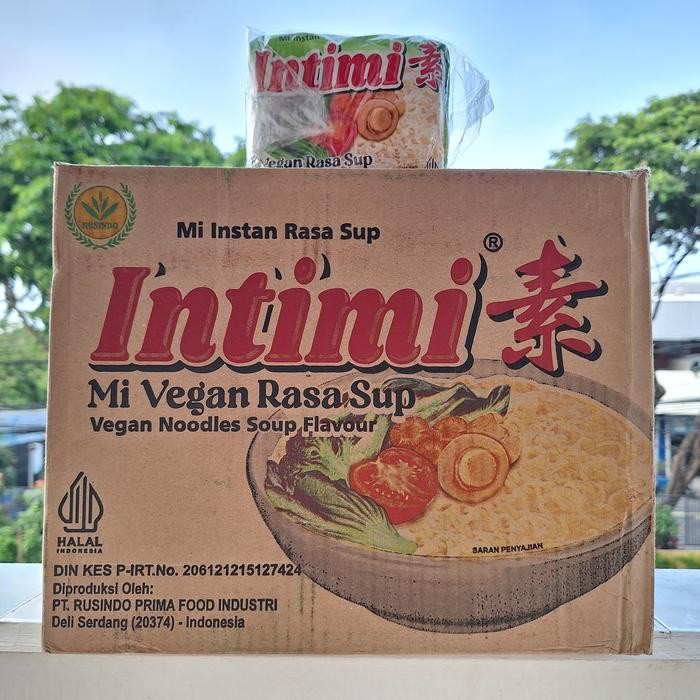 Mi Instan
Intimi 素
Vegan Rasa Sup
RUSINDO
Mi Instan Rasa Sup
Intimi® 素
Mi Vegan Rasa Sup
Vegan Noodles Soup Flavour
HALAL
INDONESIA
SARAN PENYAJIAN
DIN KES P-IRT.No. 206121215127424
Diproduksi Oleh:
PT. RUSINDO PRIMA FOOD INDUSTRI
Deli Serdang (20374) - Indonesia